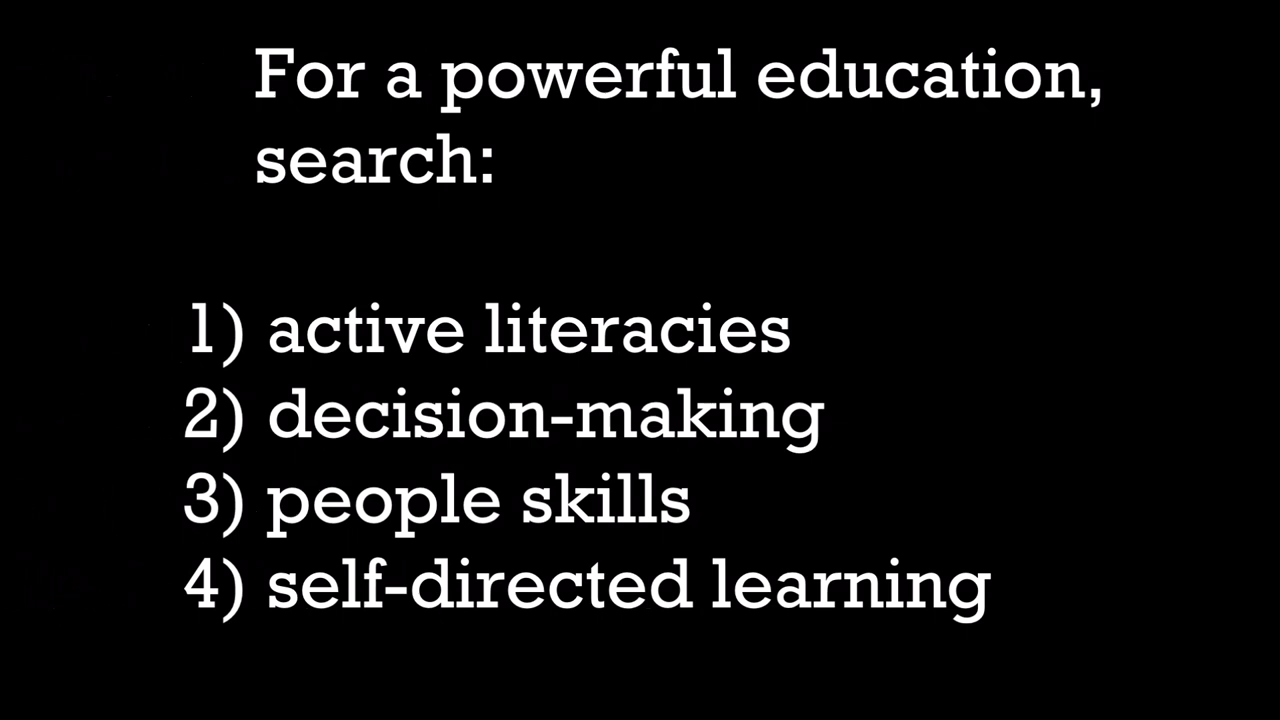 For a powerful education,
search:
1) active literacies
2) decision-making
3) people skills
4) self-directed learning